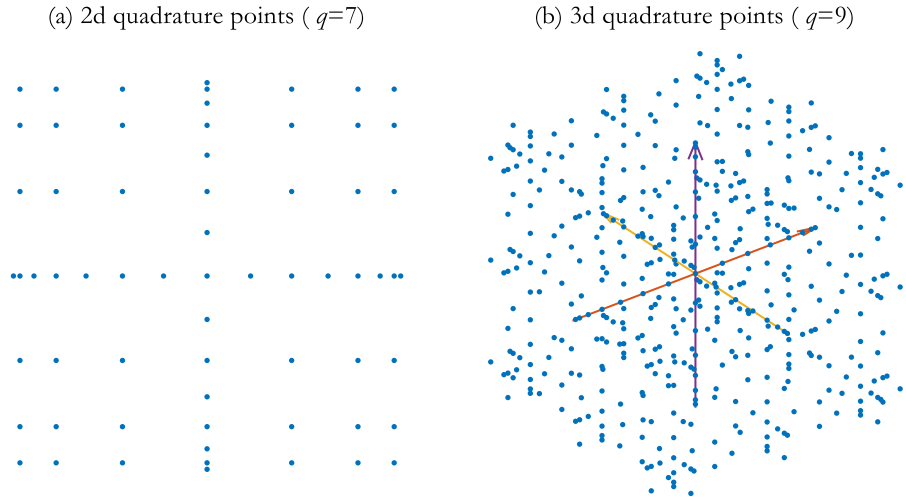 (a) 2d quadrature points ( q=7)
(b) 3d quadrature points ( q=9)